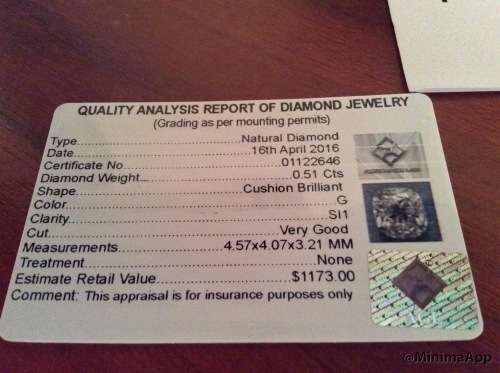 QUALITY ANALYSIS REPORT OF DIAMOND JEWELRY
(Grading as per mounting permits)
Type......Natural Diamond
Date......16th April 2016
Certificate No......01122646
Diamond Weight......0.51 Cts
Shape......Cushion Brilliant
Color......G
Clarity......SI1
Cut......Very Good
Measurements......4.57x4.07x3.21 MM
Treatment......None
Estimate Retail Value......$1173.00
Comment: This appraisal is for insurance purposes only
@MinimaApp